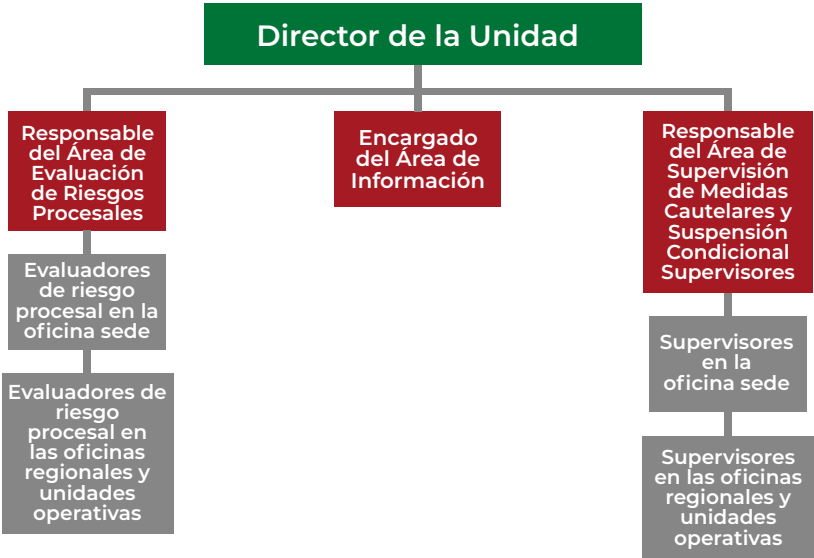 Director de la Unidad
Responsable
del Área de
Evaluación
de Riesgos
Procesales
Evaluadores
de riesgo
procesal en la
oficina sede
Evaluadores de
riesgo
procesal en
las oficinas
regionales y
unidades
operativas
Encargado
del Área de
Información
Responsable
del Área de
Supervisión
de Medidas
Cautelares y
Suspensión
Condicional
Supervisores
Supervisores
en la
oficina sede
Supervisores
en las oficinas
regionales y
unidades
operativas